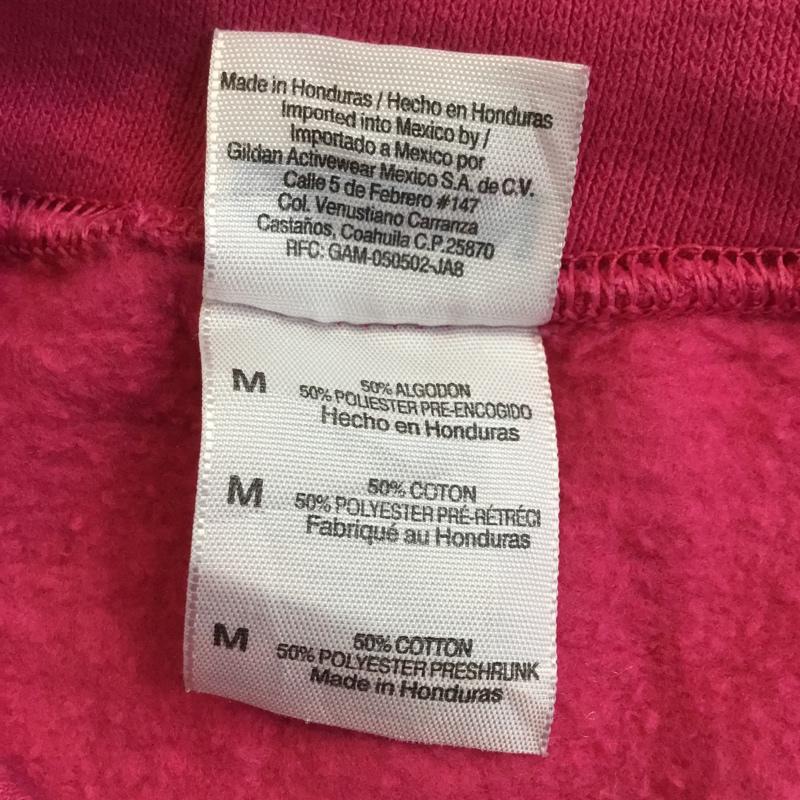 Made in Honduras / Hecho en Honduras
Imported into Mexico by /
Importado a Mexico por
Gildan Activewear Mexico S.A. de C.V.
Calle 5 de Febrero #147
Col. Venustiano Carranza
Castaños, Coahuila C.P. 25870
RFC: GAM-050502-JA8
M
50% ALGODON
50% POLIESTER PRE-ENCOGIDO
Hecho en Honduras
M
50% COTON
50% POLYESTER PRÉ-RÉTRÉCI
Fabriqué au Honduras
M
50% COTTON
50% POLYESTER PRESHRUNK
Made in Honduras